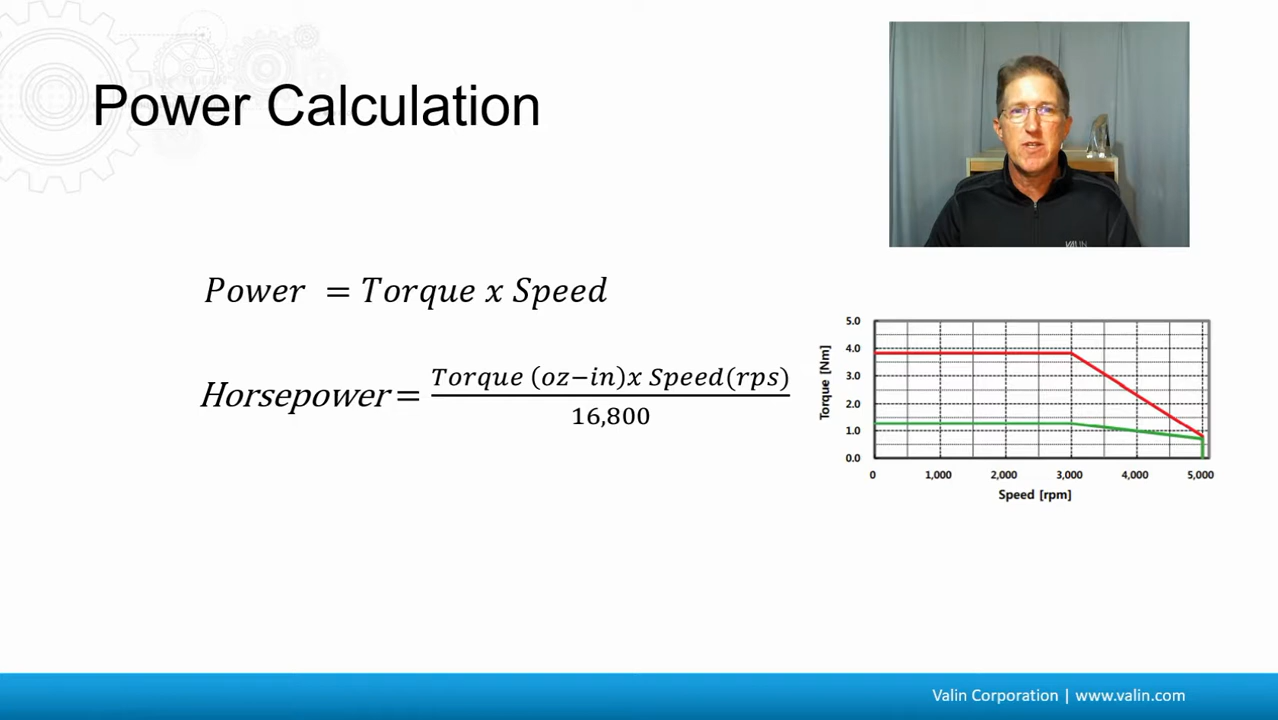 Power Calculation
Power = Torque x Speed
Horsepower = Torque (oz−in)x Speed(rps)
16,800
5.0
4.0
3.0
2.0
1.0
0.0
Torque [Nm]
0 1,000 2,000 3,000 4,000 5,000
Speed [rpm]
VALIN
Valin Corporation | www.valin.com